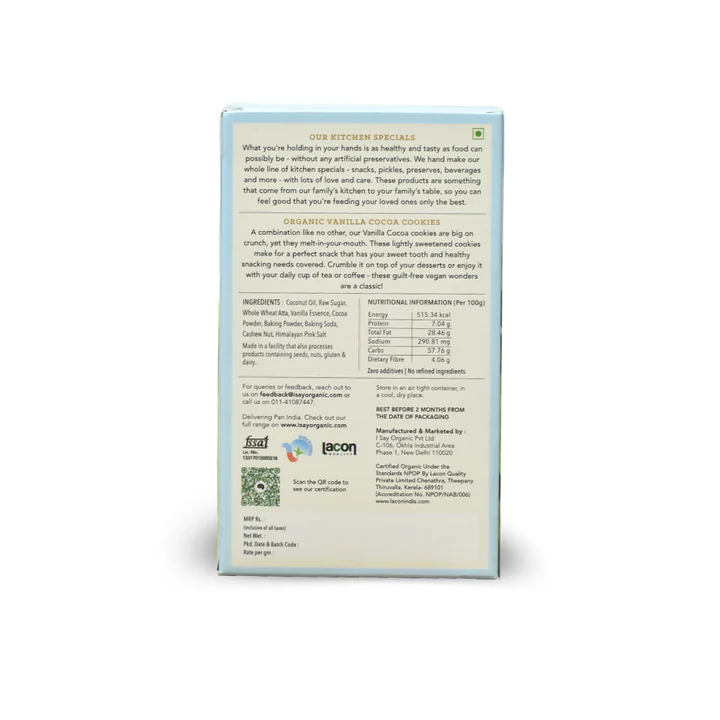 OUR KITCHEN SPECIALS
What you're holding in your hands is as healthy and tasty as food can
possibly be - without any artificial preservatives. We hand make our
whole line of kitchen specials - snacks, pickles, preserves, beverages
and more - with lots of love and care. These products are something
that come from our family's kitchen to your family's table, so you can
feel good that you're feeding your loved ones only the best.
ORGANIC VANILLA COCOA COOKIES
A combination like no other, our Vanilla Cocoa cookies are big on
crunch, yet they melt-in-your-mouth. These lightly sweetened cookies
make for a perfect snack that has your sweet tooth and healthy
snacking needs covered. Crumble it on top of your desserts or enjoy it
with your daily cup of tea or coffee - these guilt-free vegan wonders
are a classic!
INGREDIENTS : Coconut Oil, Raw Sugar,
Whole Wheat Atta, Vanilla Essence, Cocoa
Powder, Baking Powder, Baking Soda,
Cashew Nut, Himalayan Pink Salt
Made in a facility that also processes
products containing seeds, nuts, gluten &
dairy.
NUTRITIONAL INFORMATION (Per 100g)
Energy 515.34 kcal
Protein 7.04 g
Total Fat 28.46 g
Sodium 290.81 mg
Carbs 57.76 g
Dietary Fibre 4.06 g
Zero additives | No refined ingredients
For queries or feedback, reach out to
us on feedback@isayorganic.com or
call us on 011-41087447.
Delivering Pan India. Check out our
full range on www.isayorganic.com
fssai
Lic. No.
13317010000218
lacon
QUALITY
Scan the QR code to
see our certification
Store in an air tight container, in
a cool, dry place.
BEST BEFORE 2 MONTHS FROM
THE DATE OF PACKAGING
Manufactured & Marketed by :
I Say Organic Pvt Ltd
C-106, Okhla Industrial Area
Phase 1, New Delhi 110020
Certified Organic Under the
Standards NPOP By Lacon Quality
Private Limited Chenathra, Theepany
Thiruvalla, Kerela- 689101
(Accreditation No. NPOP/NAB/006)
www.laconindia.com
MRP Rs. :
(Inclusive of all taxes)
Net Wet. :
Pkd. Date & Batch Code :
Rate per gm :